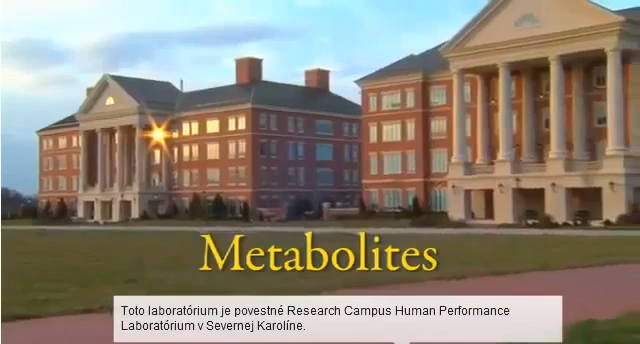 Metabolites
Toto laboratórium je povestné Research Campus Human Performance
Laboratórium v Severnej Karolíne.